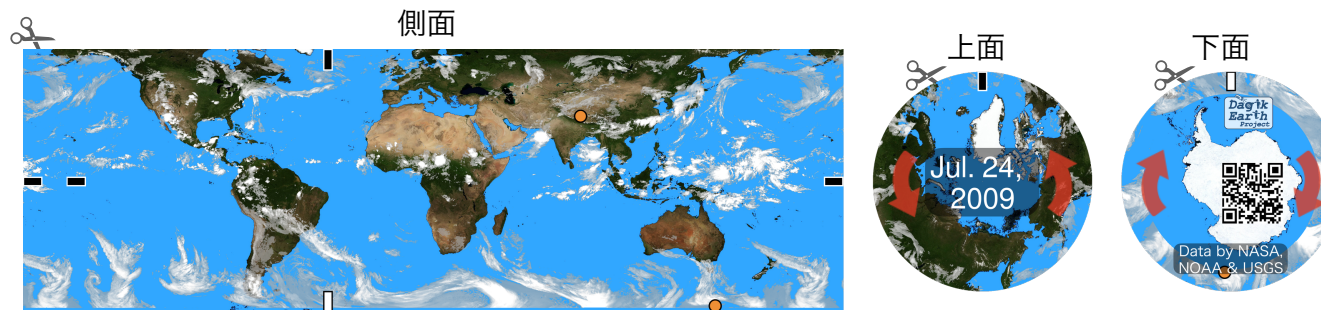 側面
上面
Jul. 24,
2009
下面
Dagik
Earth
Project
Data by NASA,
NOAA & USGS